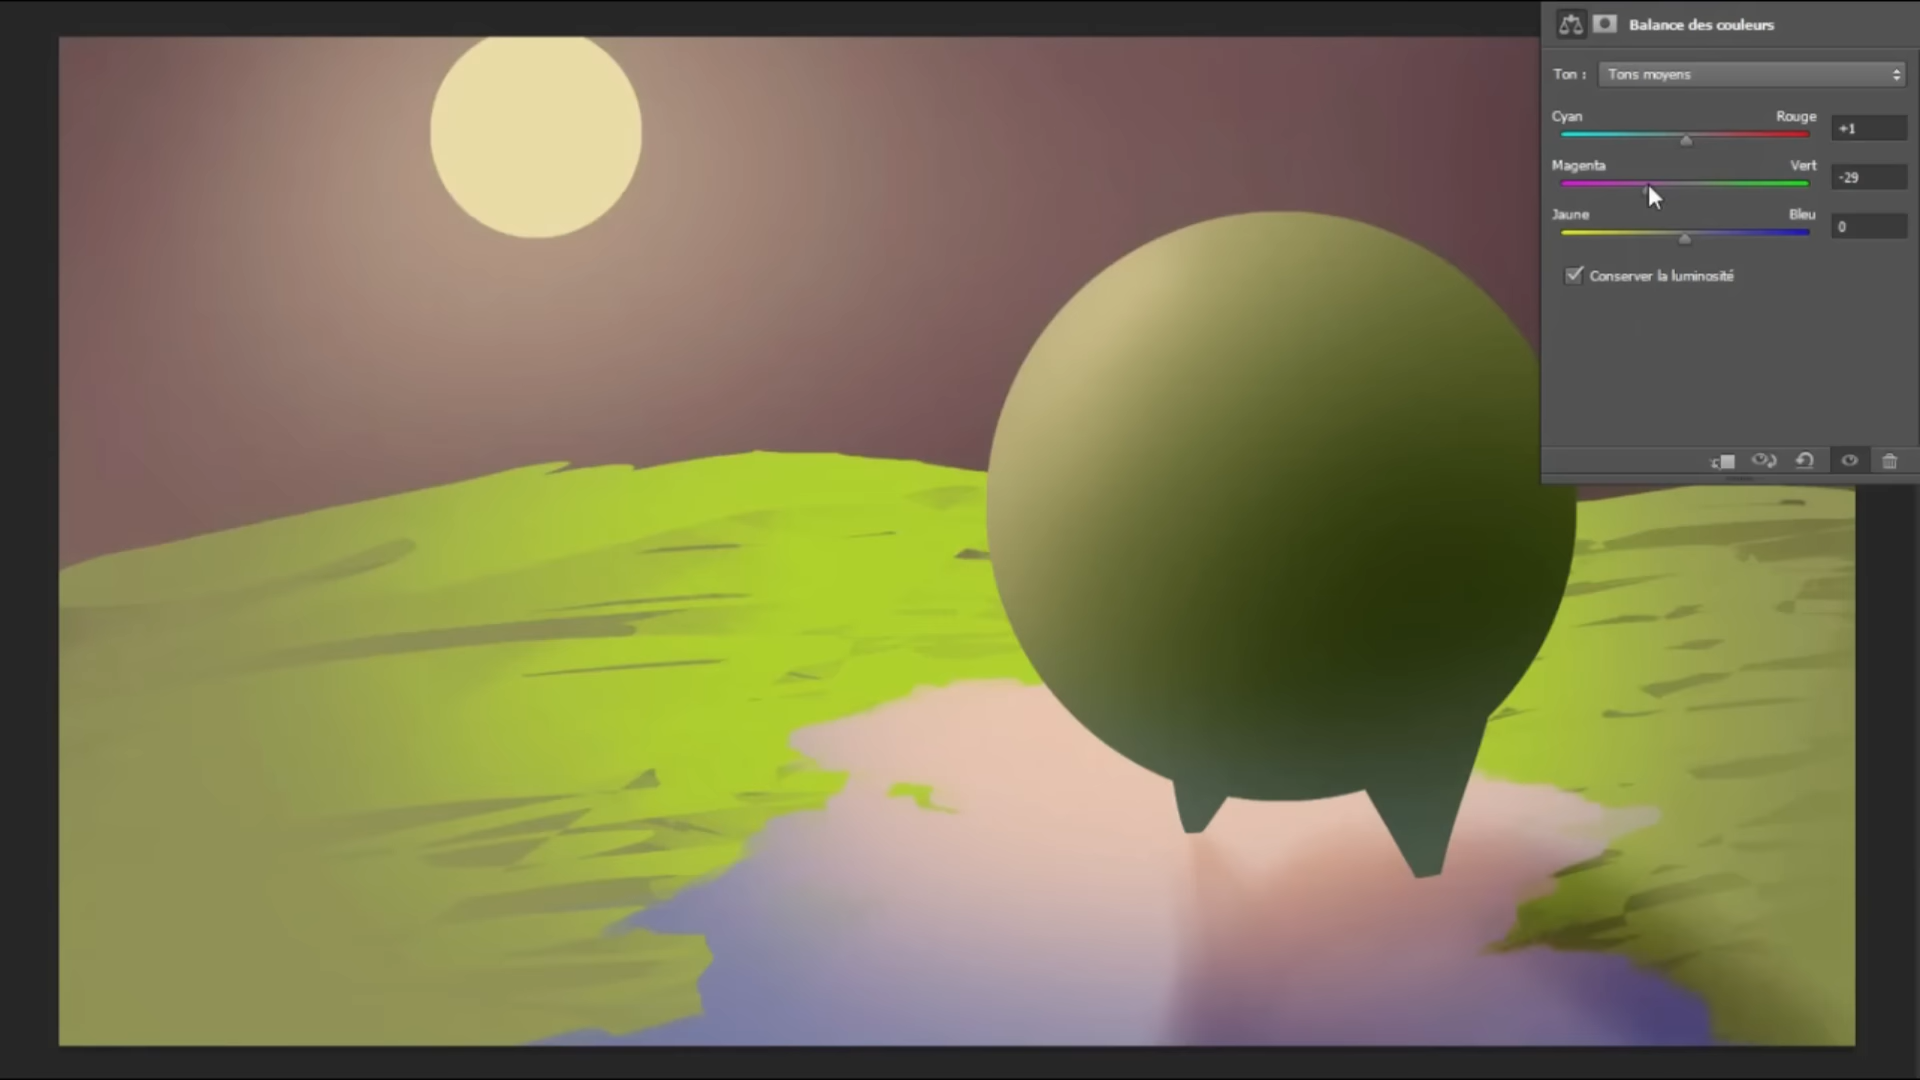 Balance des couleurs
Ton : Tons moyens
Cyan Rouge +1
Magenta Vert -29
Jaune Bleu 0
Conserver la luminosité